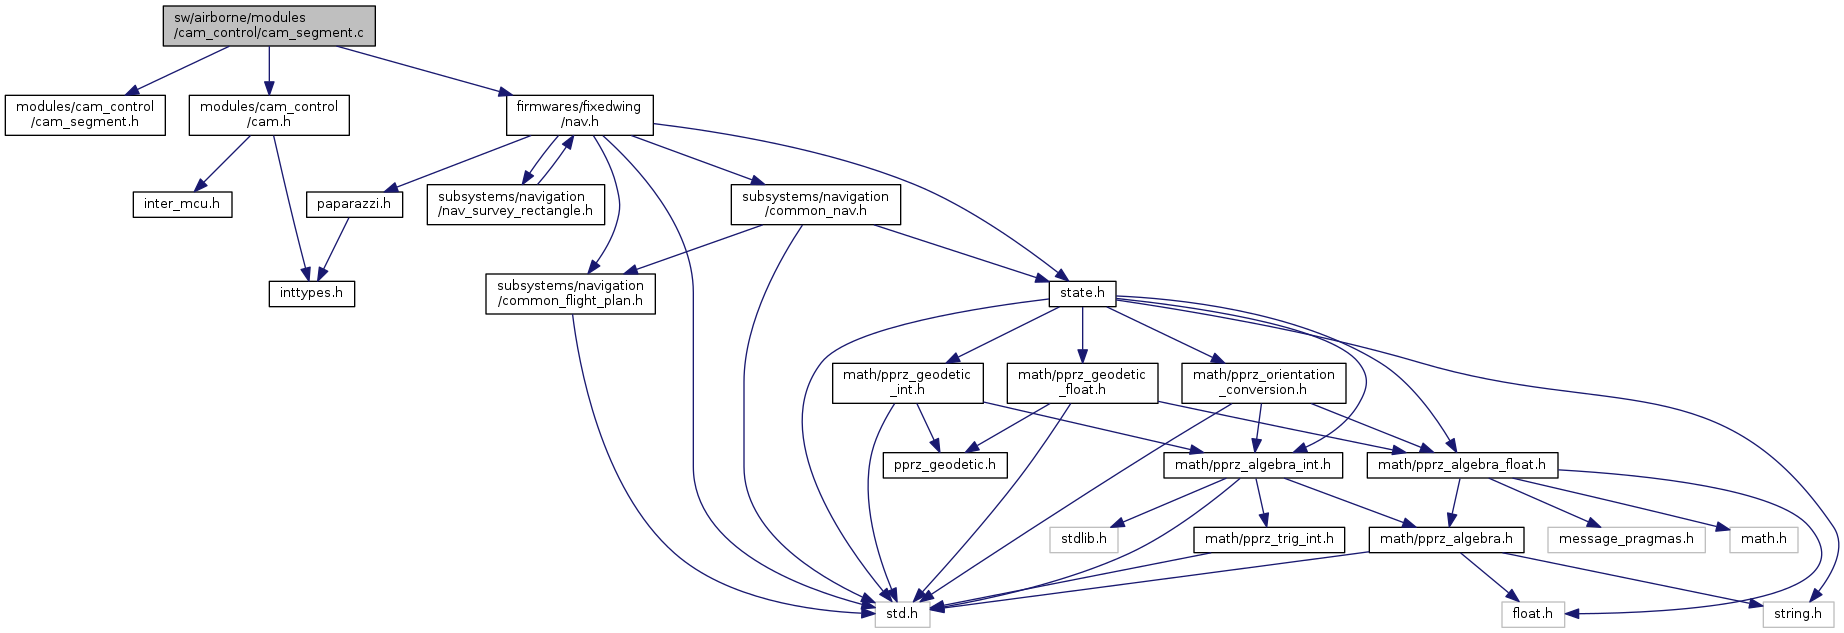 sw/airborne/modules
/cam_control/cam_segment.c
modules/cam_control
/cam_segment.h
modules/cam_control
/cam.h
firmwares/fixedwing
/nav.h
inter_mcu.h
paparazzi.h
subsystems/navigation
/nav_survey_rectangle.h
subsystems/navigation
/common_nav.h
inttypes.h
subsystems/navigation
/common_flight_plan.h
state.h
math/pprz_geodetic
_int.h
math/pprz_geodetic
_float.h
math/pprz_orientation
_conversion.h
pprz_geodetic.h
math/pprz_algebra_int.h
math/pprz_algebra_float.h
stdlib.h
math/pprz_trig_int.h
math/pprz_algebra.h
message_pragmas.h
math.h
std.h
float.h
string.h